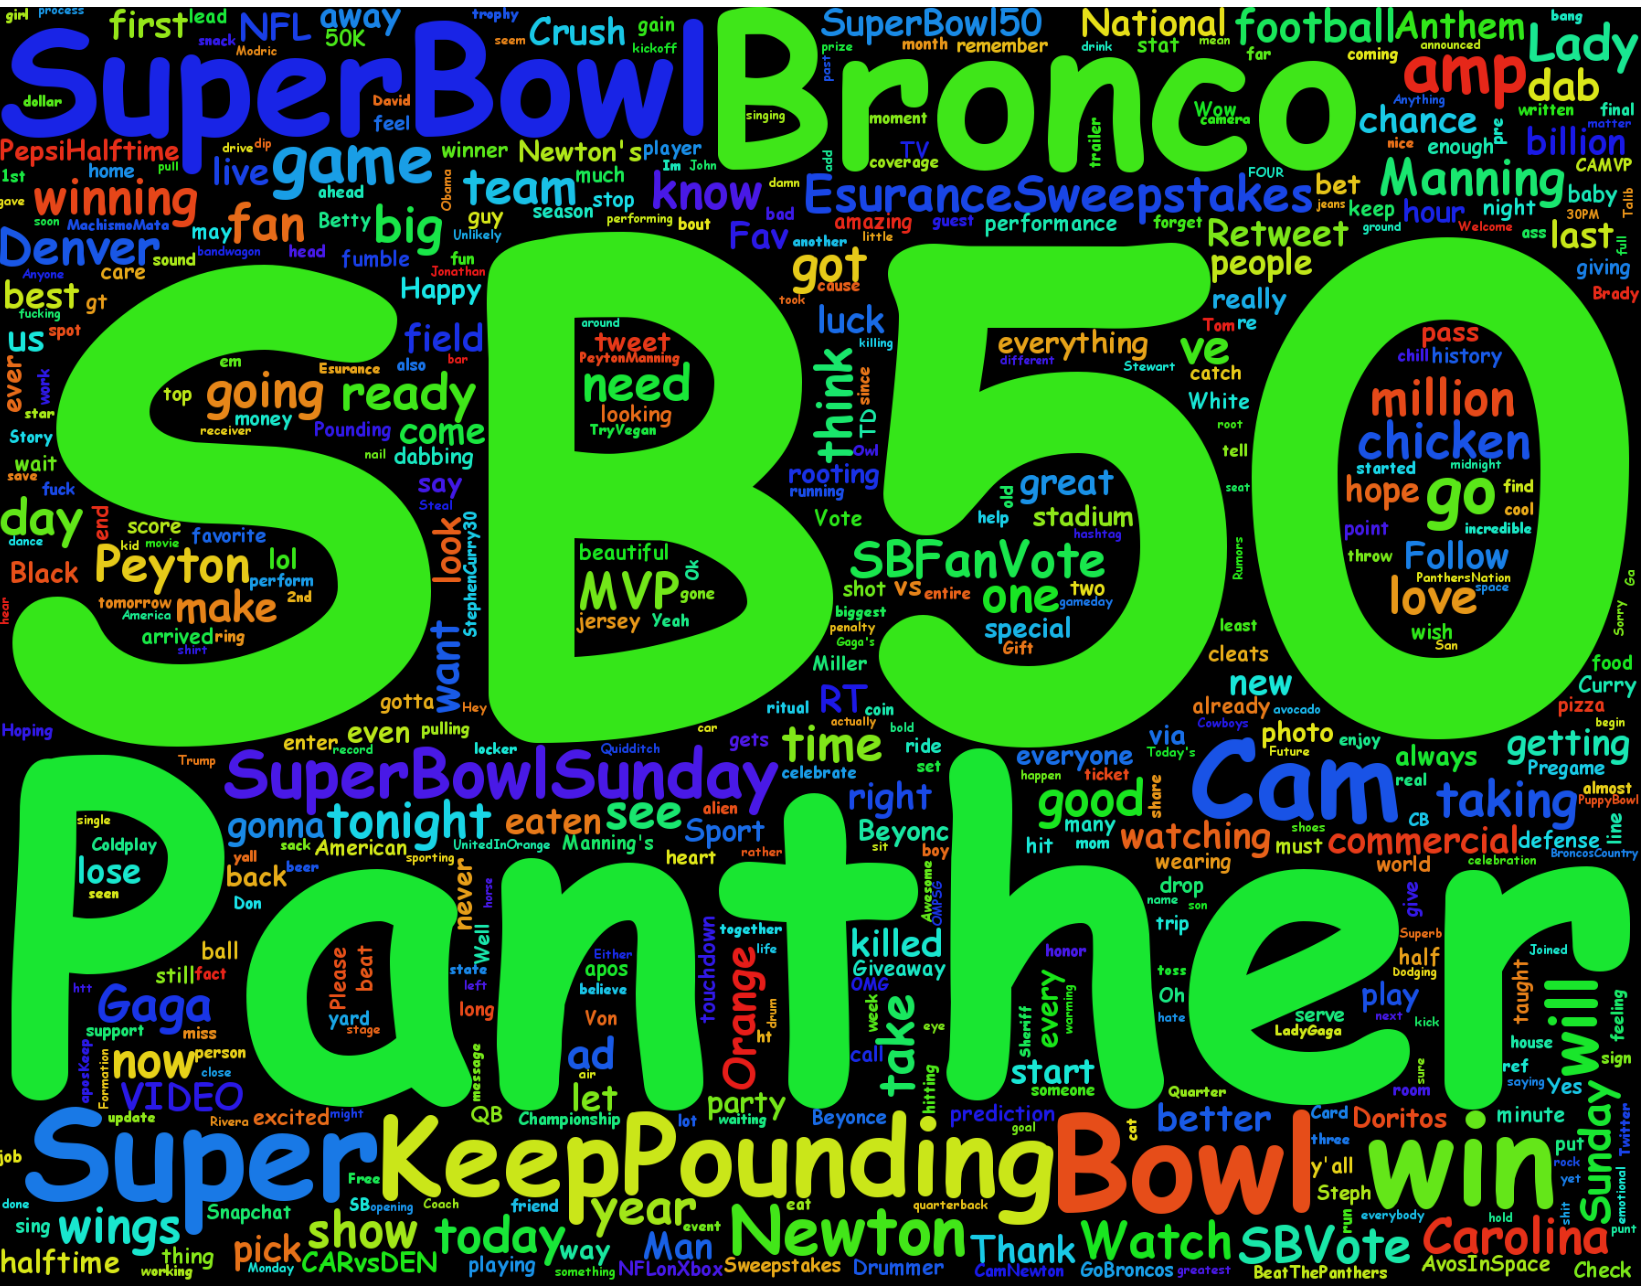 girl process first lead NFL away trophy Crush gain SuperBowl50 National football Anthem bang Lady
snack 50K seem kickoff prize month remember drink stat mean far coming announced
Modric SuperBowl Bronco amp dab
dollar David feel past singing moment Wow camera Anything written final
PepsiHalftime drive dip winner Newton's player TV coverage trailer chance pre billion matter
1st home pull live game ahead team much Im John add nice enough CAMVP
gave winning Obama season stop know damn EsuranceSweepstakes FOUR bet Manning baby Talib
soon MachismoMata may fan Betty big guy performing bout bad amazing guest performance forget jeans keep hour night 30PM
Denver sound bandwagon head fumble Unlikely fun Fav another little Retweet ground Welcome ass last full
Anyone care Jonathan got cause people giving
best gt Happy took really Brady
fucking us spot field around luck killing Tom re pass
ever em also bar tweet PeytonManning everything different Stewart ve chill history
work top going Esurance ready need think since catch million
star money looking TD White chicken
Story receiver Pounding come TryVegan Owl root started midnight
wait nail dabbing rooting tell hope go find
save fuck say running old great seat cool
day end score favorite Steal StephenCurry30 look Vote help stadium hashtag point incredible
dance kid movie lol beautiful Ok SBFanVote Rumors throw Follow
Black Peyton perform MVP gone shot vs entire one two gameday PanthersNation space Ga
hear tomorrow make 2nd jersey Yeah biggest love
America arrived ring penalty special least wish Sorry
shirt want Gaga's Gift San
Miller cleats food
gotta Hey RT ritual coin new Curry
Hoping even pulling actually bold already avocado pizza
enter record locker Quidditch car gets time ride Cowboys photo enjoy begin
Trump SuperBowlSunday celebrate set everyone via Today's Future always getting
happen ticket Cam real Pregame
single gonna tonight eaten see alien right good share taking almost PuppyBowl
Coldplay sack American UnitedInOrange Manning's Sport Beyonc many CB line
lose yall beer sporting heart rather sit boy hit mom watching shoes must commercial defense BroncosCountry
seen back never horse Awesome wearing world celebration
Don OMPSG drop name son give
Panther
ball Well together trip Superb Joined
still fact Please beat state Either touchdown life killed honor half
htt left apos Giveaway toss Dodging
Gaga yard long believe Orange OMG every Oh play taught will feeling
support miss stage Von drum week eye warming hate serve next kick
aposKeep Formation now person ht call take Sheriff LadyGaga house
close message ad air start sure ref sign
VIDEO let party hitting someone Quarter room saying Yes
update Rivera excited might QB Championship lot waiting Beyonce prediction better Card Doritos minute Sunday Twitter
Super KeepPounding goal cat Bowl three win put
job y'all rock
Free Steph yet
done SB opening Coach friend year eat quarterback run everybody hold shit emotional
sing wings Snapchat show today event Newton Thank Watch SBVote Carolina punt
halftime thing pick CARvsDEN way Man
working Monday playing something NFLonXbox Sweepstakes Drummer CamNewton GoBroncos greatest BeatThePanthers AvosInSpace Check
SB50